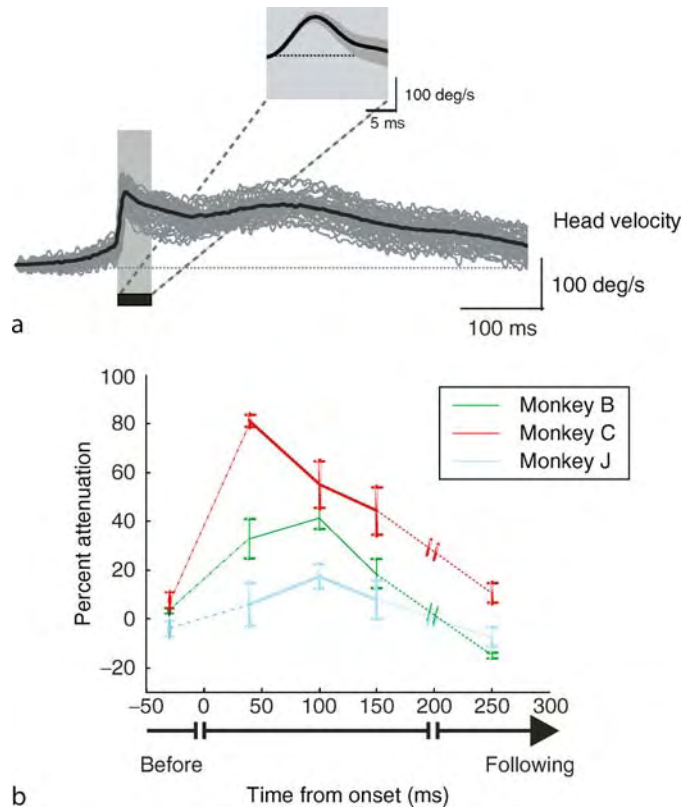 100 deg/s
5 ms
Head velocity
100 deg/s
100 ms
a
100
80
60
40
20
0
−20
Percent attenuation
Monkey B
Monkey C
Monkey J
−50 0 50 100 150 200 250 300
Before Following
Time from onset (ms)
b